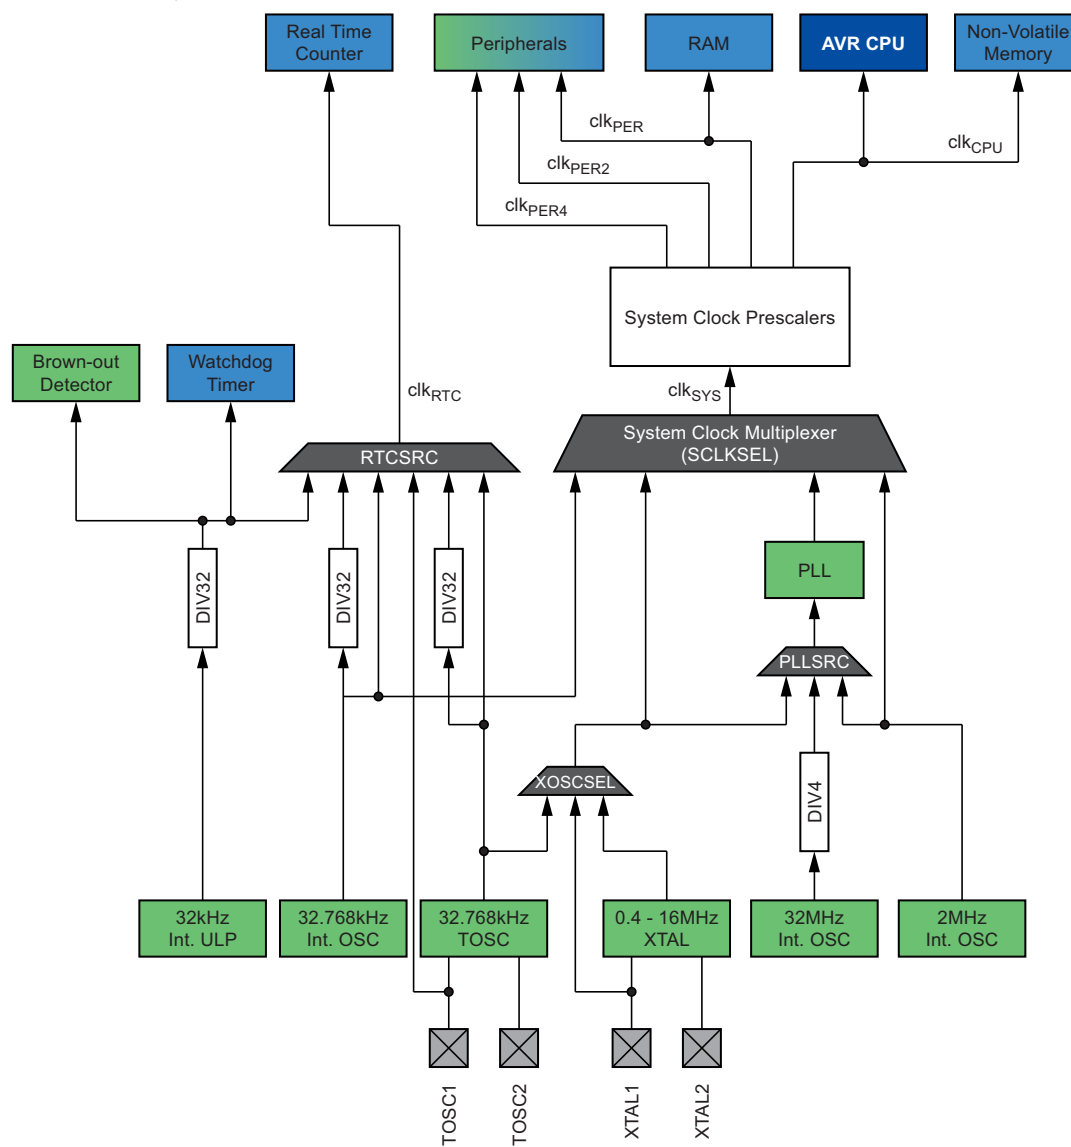 Real Time
Counter
Peripherals
RAM
AVR CPU
Non-Volatile
Memory
clkPER
clkCPU
clkPER2
clkPER4
System Clock Prescalers
Brown-out
Detector
Watchdog
Timer
clkRTC
clkSYS
System Clock Multiplexer
(SCLKSEL)
RTCSRC
DIV32
DIV32
DIV32
PLL
PLLSRC
XOSCSEL
DIV4
32kHz
Int. ULP
32.768kHz
Int. OSC
32.768kHz
TOSC
0.4 - 16MHz
XTAL
32MHz
Int. OSC
2MHz
Int. OSC
TOSC1
TOSC2
XTAL1
XTAL2